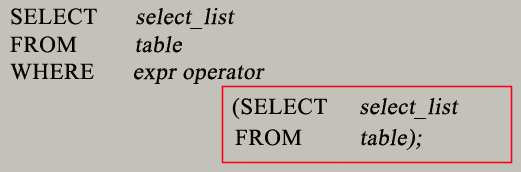 SELECT select_list
FROM table
WHERE expr operator
(SELECT select_list
FROM table);